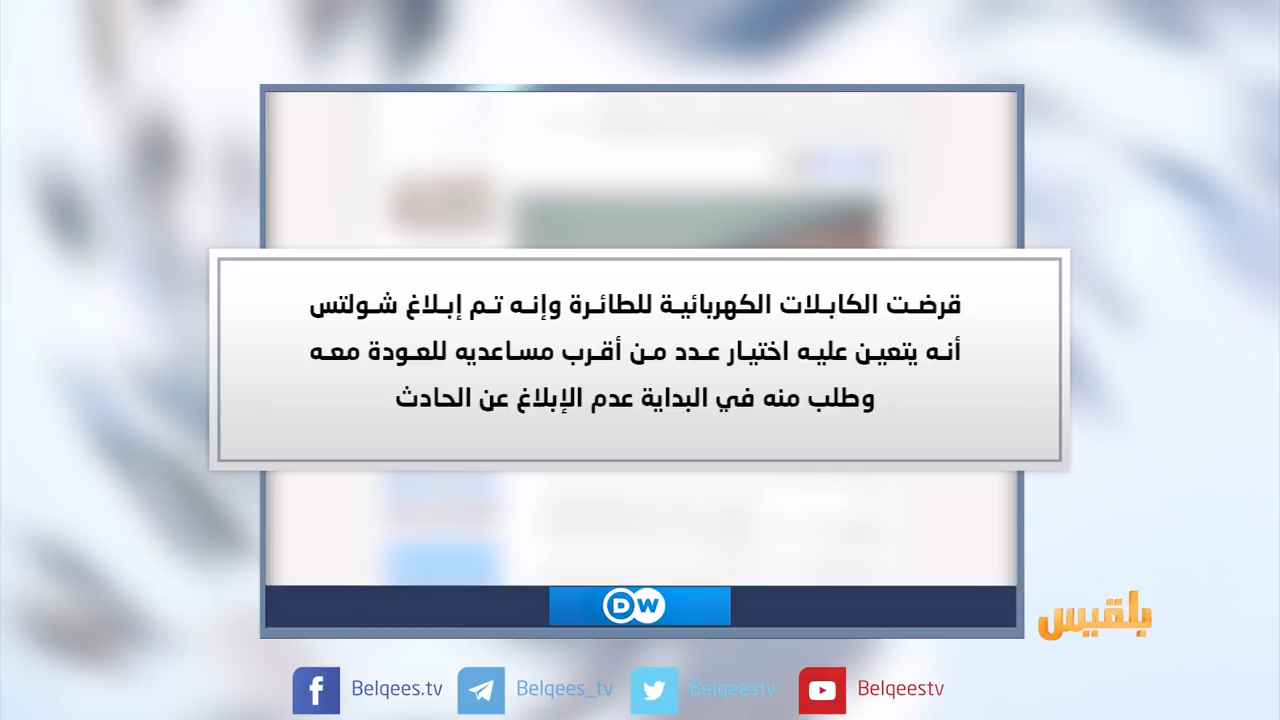 قرضت الكابلات الكهربائية للطائرة وإنه تم إبلاغ شولتس
أنه يتعين عليه اختيار عدد من أقرب مساعديه للعودة معه
وطلب منه في البداية عدم الإبلاغ عن الحادث
DW
بلقيس
Belqees.tv Belqees_tv Belqeestv Belqeestv